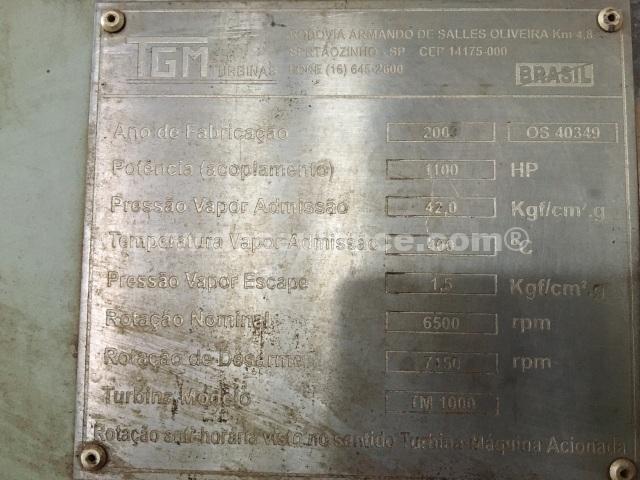 TGM TURBINAS
RODOVIA ARMANDO DE SALLES OLIVEIRA Km 4,8
SERTÃOZINHO SP CEP 14175-000
FONE (16) 645-2600
BRASIL
Ano de Fabricação OS 40349
Potência (acoplamento) 1100 HP
Pressão Vapor Admissão 42,0 Kgf/cm².g
Temperatura Vapor Admissão 400 ºC
Pressão Vapor Escape 1,5 Kgf/cm².g
Rotação Nominal 6500 rpm
Rotação de Desarme 7150 rpm
Turbina Modelo TM 1000
Rotação anti-horária visto no sentido Turbina-Máquina Acionada